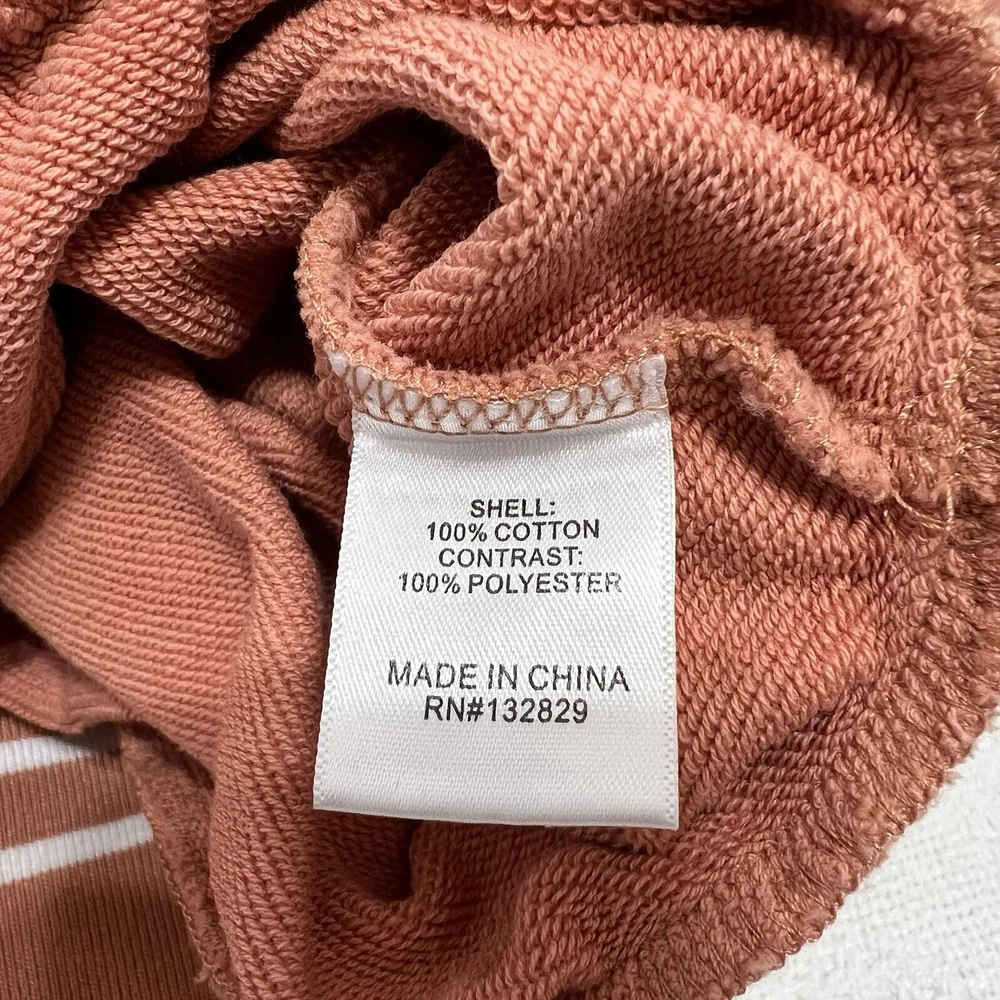 SHELL:
100% COTTON
CONTRAST:
100% POLYESTER
MADE IN CHINA
RN#132829